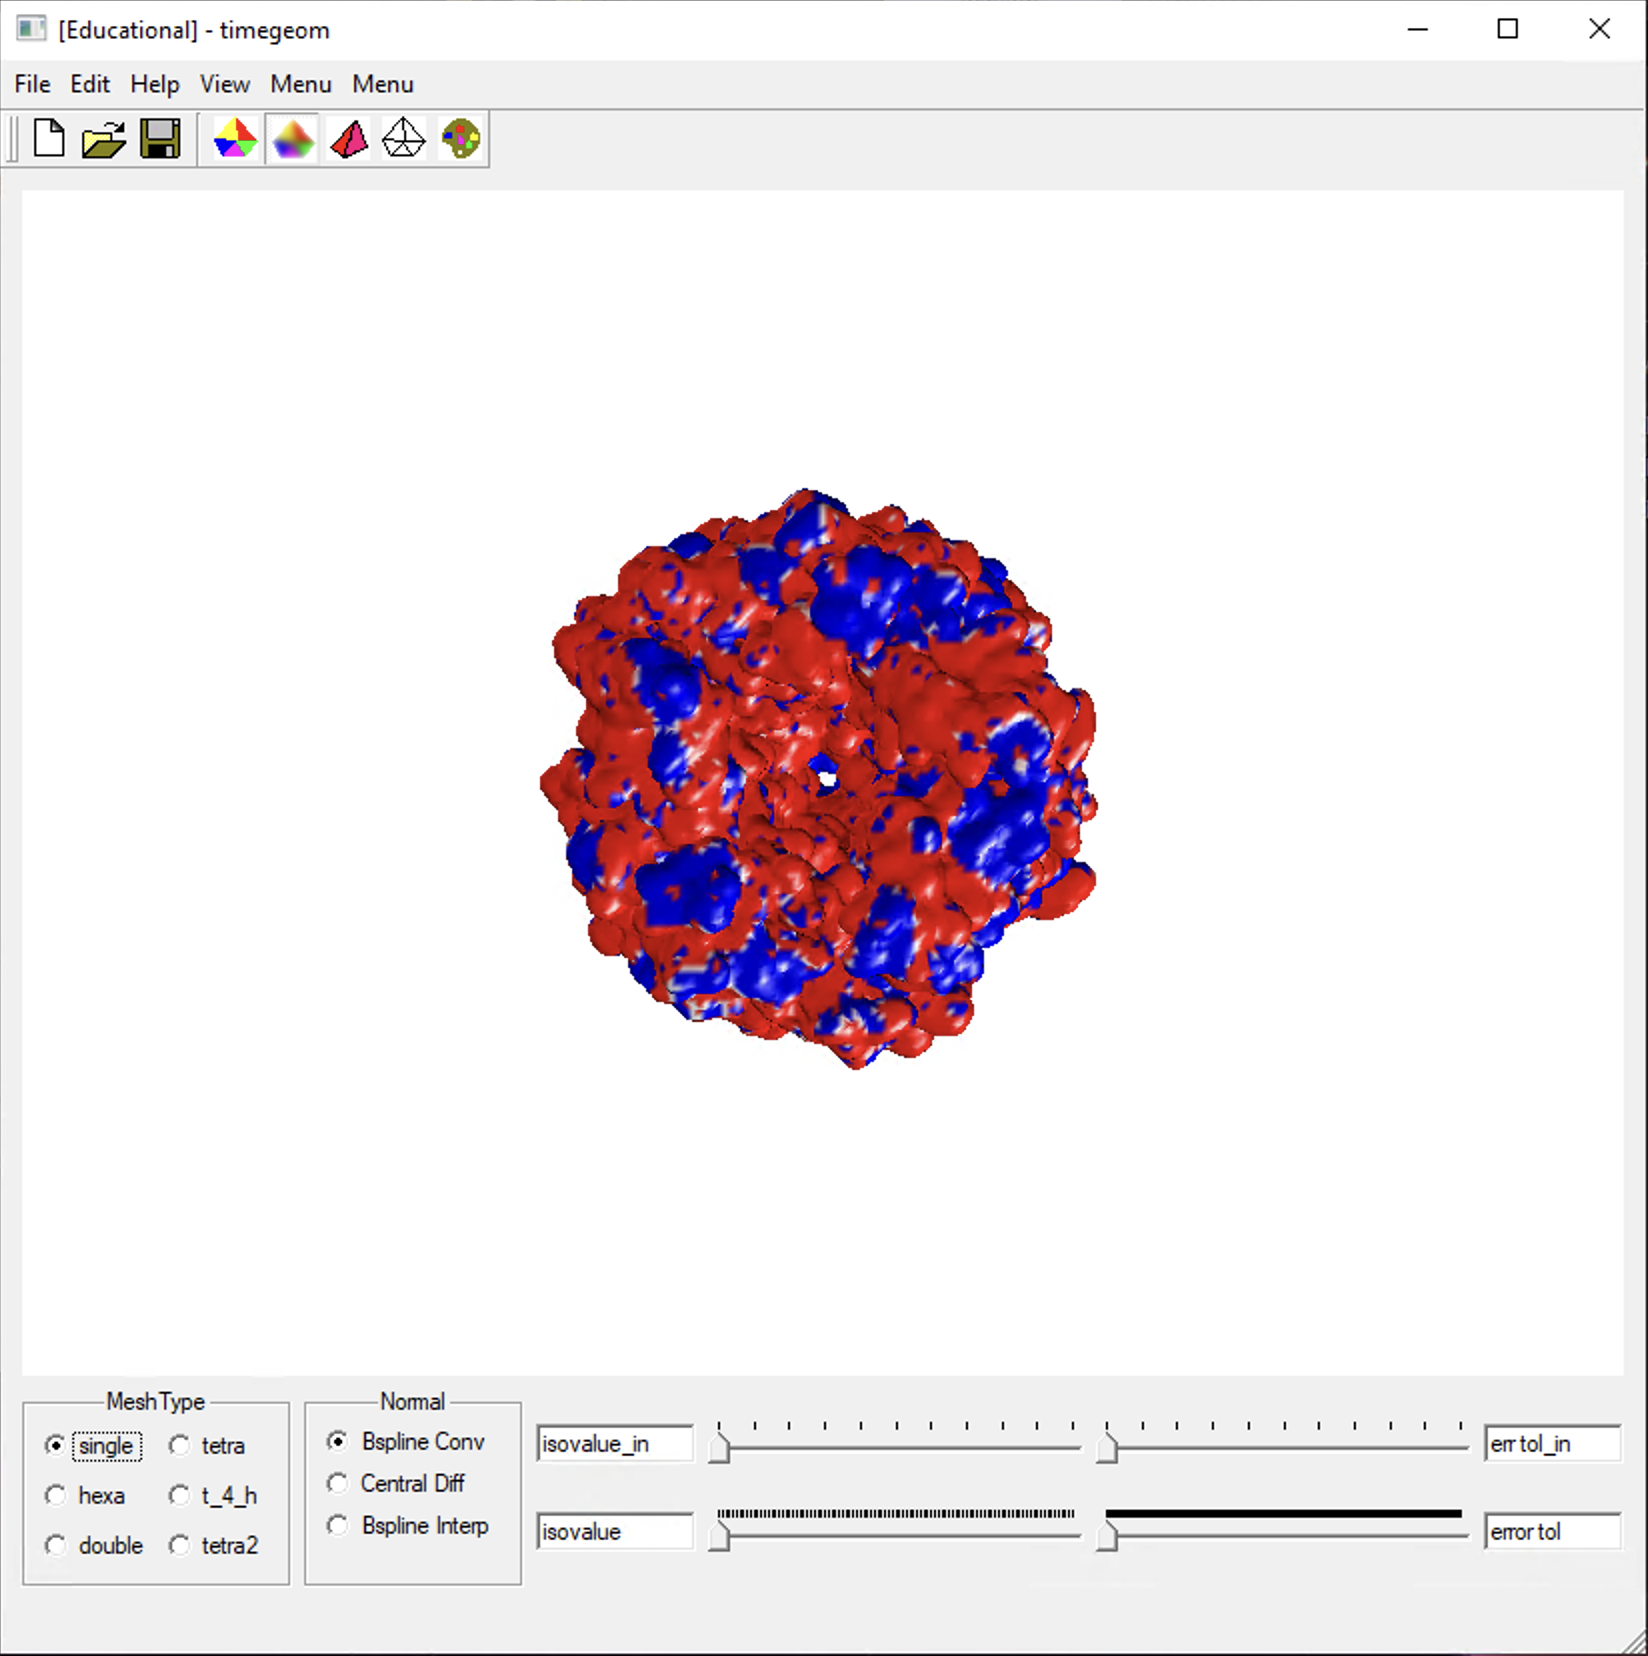 [Educational] - timegeom
File Edit Help View Menu Menu
MeshType
single tetra
hexa t_4_h
double tetra2
Normal
Bspline Conv
Central Diff
Bspline Interp
isovalue_in
err tol_in
isovalue
error tol